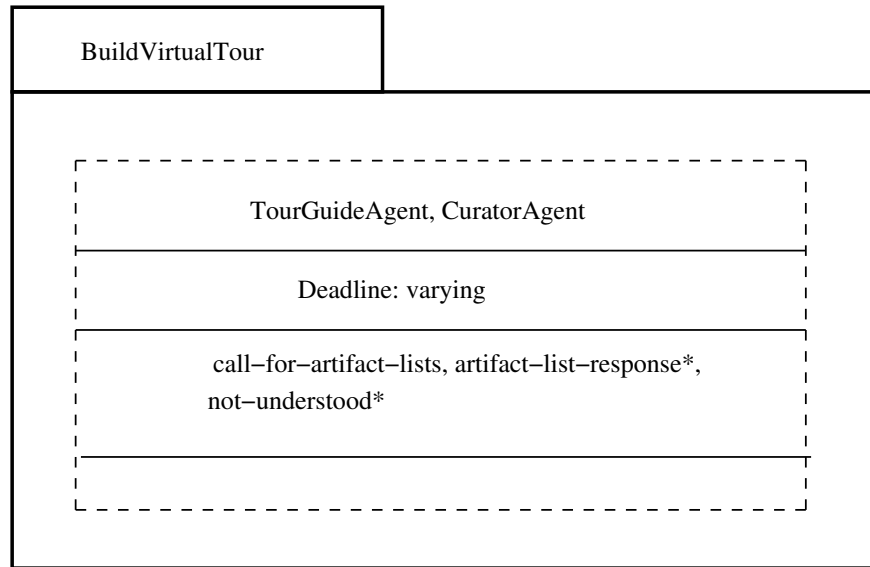 BuildVirtualTour
TourGuideAgent, CuratorAgent
Deadline: varying
call−for−artifact−lists, artifact−list−response*,
not−understood*